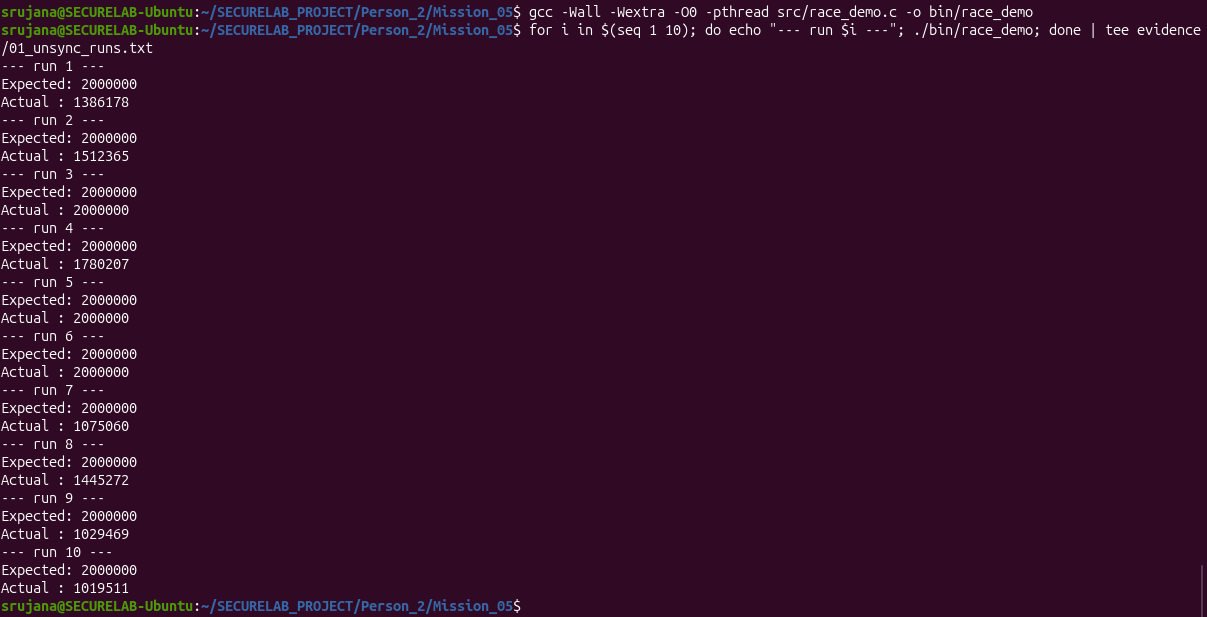 srujana@SECURELAB-Ubuntu:~/SECURELAB_PROJECT/Person_2/Mission_05$ gcc -Wall -Wextra -O0 -pthread src/race_demo.c -o bin/race_demo
srujana@SECURELAB-Ubuntu:~/SECURELAB_PROJECT/Person_2/Mission_05$ for i in $(seq 1 10); do echo "--- run $i ---"; ./bin/race_demo; done | tee evidence
/01_unsync_runs.txt
--- run 1 ---
Expected: 2000000
Actual : 1386178
--- run 2 ---
Expected: 2000000
Actual : 1512365
--- run 3 ---
Expected: 2000000
Actual : 2000000
--- run 4 ---
Expected: 2000000
Actual : 1780207
--- run 5 ---
Expected: 2000000
Actual : 2000000
--- run 6 ---
Expected: 2000000
Actual : 2000000
--- run 7 ---
Expected: 2000000
Actual : 1075060
--- run 8 ---
Expected: 2000000
Actual : 1445272
--- run 9 ---
Expected: 2000000
Actual : 1029469
--- run 10 ---
Expected: 2000000
Actual : 1019511
srujana@SECURELAB-Ubuntu:~/SECURELAB_PROJECT/Person_2/Mission_05$